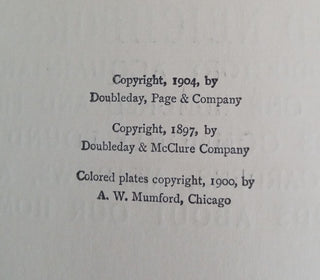 Copyright, 1904, by
Doubleday, Page & Company
Copyright, 1897, by
Doubleday & McClure Company
Colored plates copyright, 1900, by
A. W. Mumford, Chicago